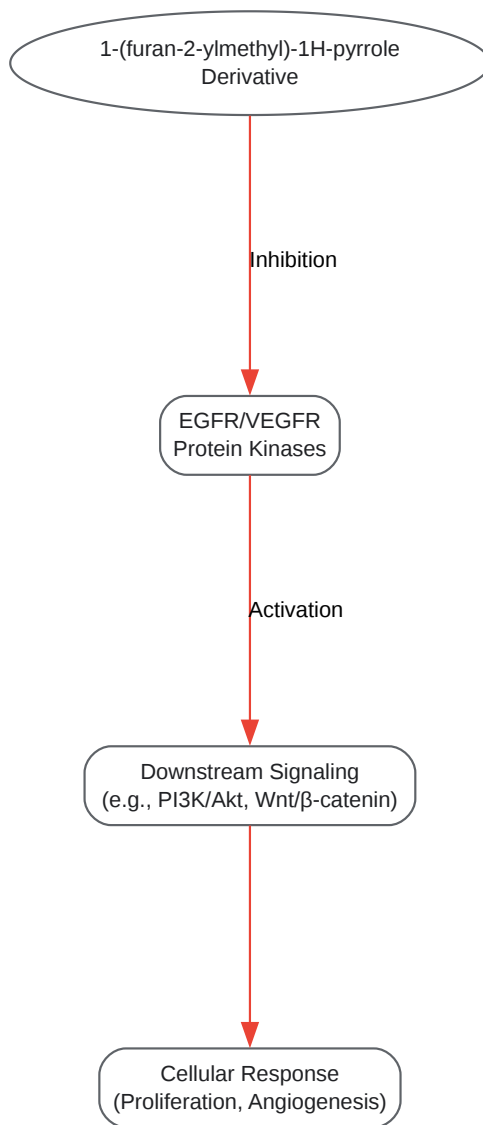 1-(furan-2-ylmethyl)-1H-pyrrole
Derivative
Inhibition
EGFR/VEGFR
Protein Kinases
Activation
Downstream Signaling
(e.g., PI3K/Akt, Wnt/β-catenin)
Cellular Response
(Proliferation, Angiogenesis)